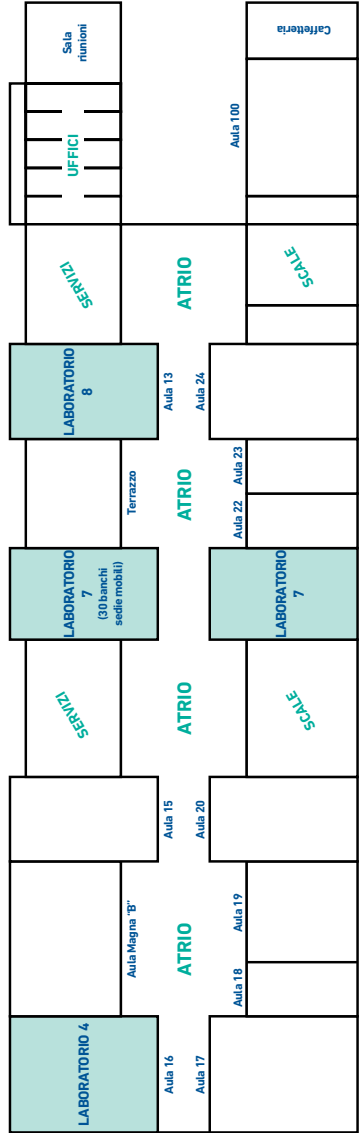 Sala
riunioni
Caffetteria
UFFICI
Aula 100
SERVIZI
ATRIO
SCALE
LABORATORIO
8
Aula 13
Aula 24
Terrazzo
ATRIO
Aula 23
Aula 22
LABORATORIO
7
(30 banchi
sedie mobili)
LABORATORIO
7
SERVIZI
ATRIO
SCALE
Aula 15
Aula 20
Aula Magna "B"
ATRIO
Aula 19
Aula 18
LABORATORIO 4
Aula 16
Aula 17